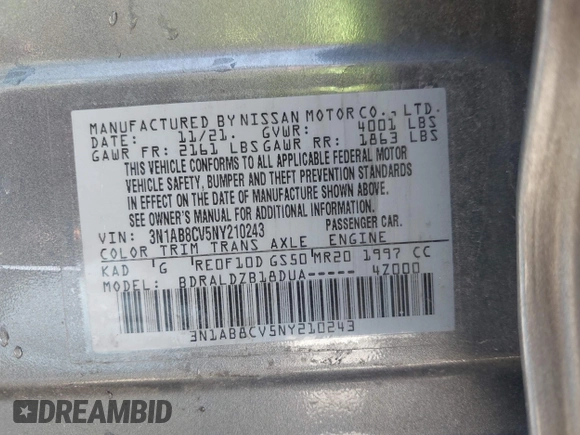 MANUFACTURED BY NISSAN MOTOR CO., LTD.
DATE: 11/21. GVWR: 4001 LBS
GAWR FR: 2161 LBS GAWR RR: 1863 LBS
THIS VEHICLE CONFORMS TO ALL APPLICABLE FEDERAL MOTOR
VEHICLE SAFETY, BUMPER AND THEFT PREVENTION STANDARDS
IN EFFECT ON THE DATE OF MANUFACTURE SHOWN ABOVE.
SEE OWNER'S MANUAL FOR ADDITIONAL INFORMATION.
VIN: 3N1AB8CV5NY210243 PASSENGER CAR.
COLOR TRIM TRANS AXLE ENGINE
KAD G RE0F10D GS50 MR20 1997 CC
MODEL: BDRALDZB18DUA----- 4Z000
3N1AB8CV5NY210243
DREAMBID